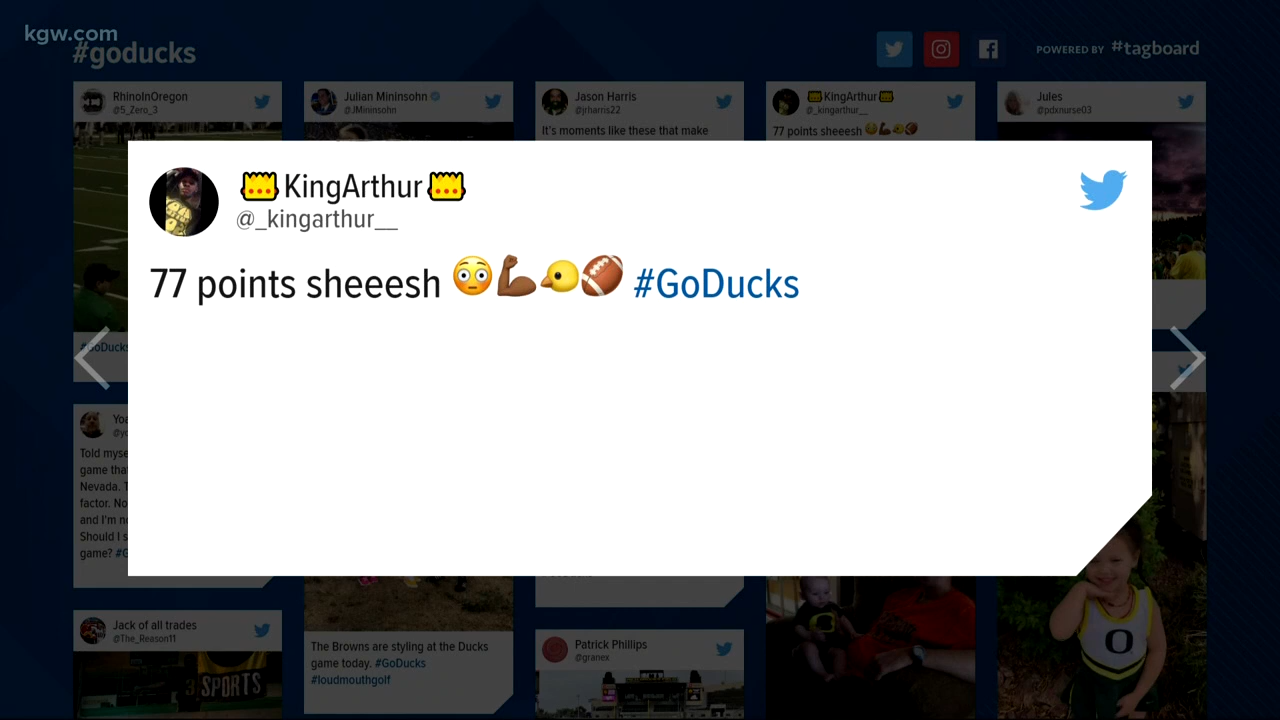 kgw.com
#goducks
POWERED BY #tagboard
RhinoInOregon
@5_Zero_3
Julian Mininsohn
@JMininsohn
Jason Harris
@jrharris22
It's moments like these that make
KingArthur
@_kingarthur__
77 points sheeesh 😳💪🏾🐤🏈
Jules
@pdxnurse03
KingArthur
@_kingarthur__
77 points sheeesh 😳💪🏾🐤🏈 #GoDucks
#GoDucks
Told myse
game tha
Nevada. T
factor. No
and I'm no
Should I s
game? #G
Jack of all trades
@The_Reason11
SPORTS
The Browns are styling at the Ducks
game today. #GoDucks
#loudmouthgolf
Patrick Phillips
@granex
O